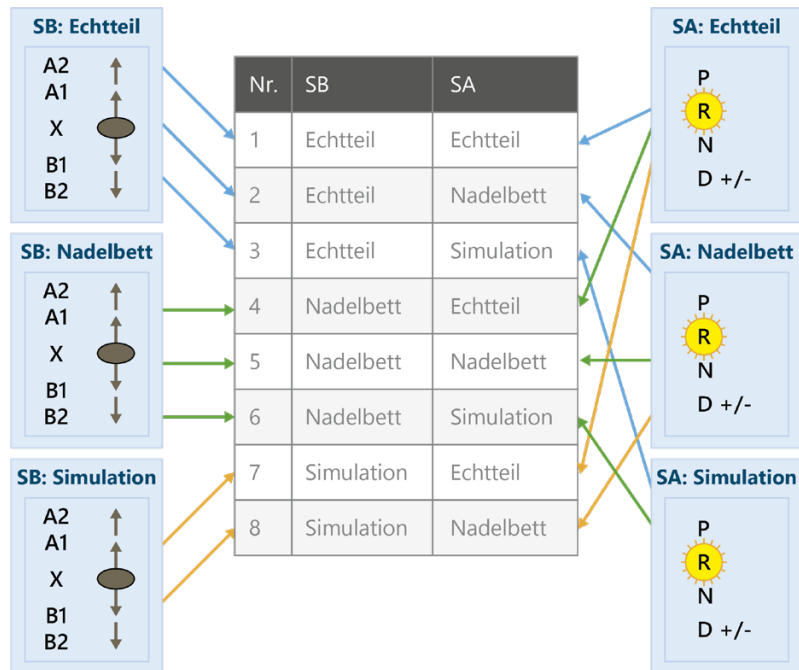 SB: Echtteil
A2
A1
X
B1
B2
SB: Nadelbett
A2
A1
X
B1
B2
SB: Simulation
A2
A1
X
B1
B2
Nr. SB SA
1 Echtteil Echtteil
2 Echtteil Nadelbett
3 Echtteil Simulation
4 Nadelbett Echtteil
5 Nadelbett Nadelbett
6 Nadelbett Simulation
7 Simulation Echtteil
8 Simulation Nadelbett
SA: Echtteil
P
R
N
D +/-
SA: Nadelbett
P
R
N
D +/-
SA: Simulation
P
R
N
D +/-